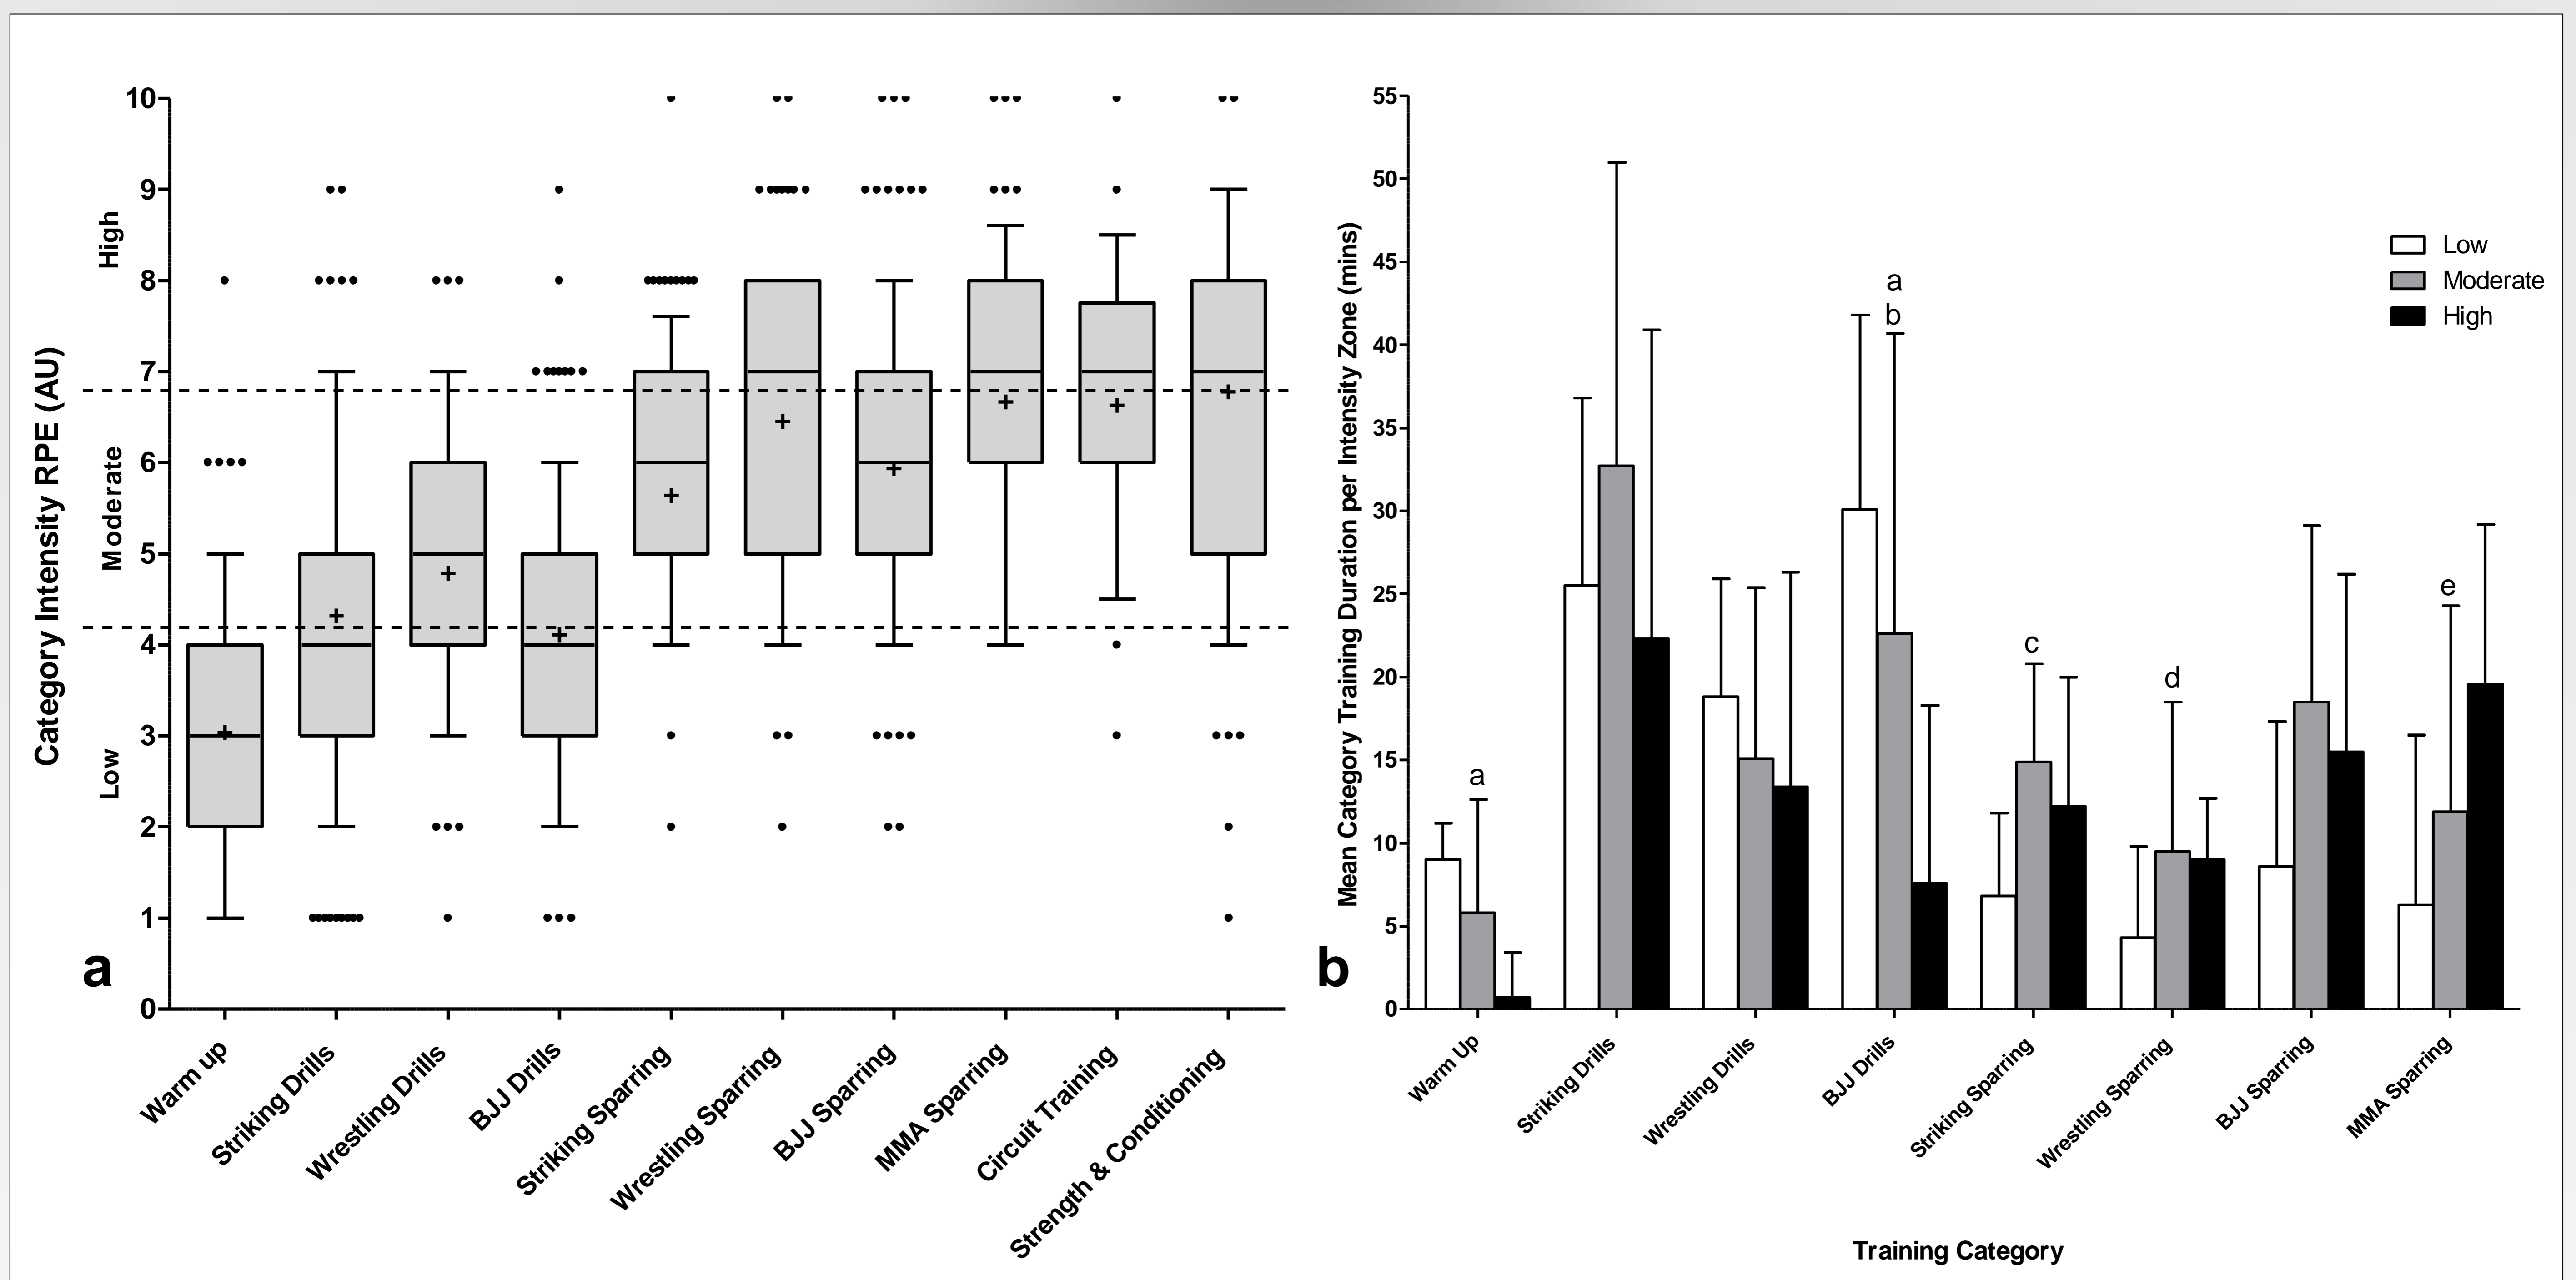 Category Intensity RPE (AU)
High
Moderate
Low
10
9
8
7
6
5
4
3
2
1
0
Warm up
Striking Drills
Wrestling Drills
BJJ Drills
Striking Sparring
Wrestling Sparring
BJJ Sparring
MMA Sparring
Circuit Training
Strength & Conditioning
a
Mean Category Training Duration per Intensity Zone (mins)
55
50
45
40
35
30
25
20
15
10
5
0
a
a
b
c
d
e
Low
Moderate
High
Warm Up
Striking Drills
Wrestling Drills
BJJ Drills
Striking Sparring
Wrestling Sparring
BJJ Sparring
MMA Sparring
b
Training Category